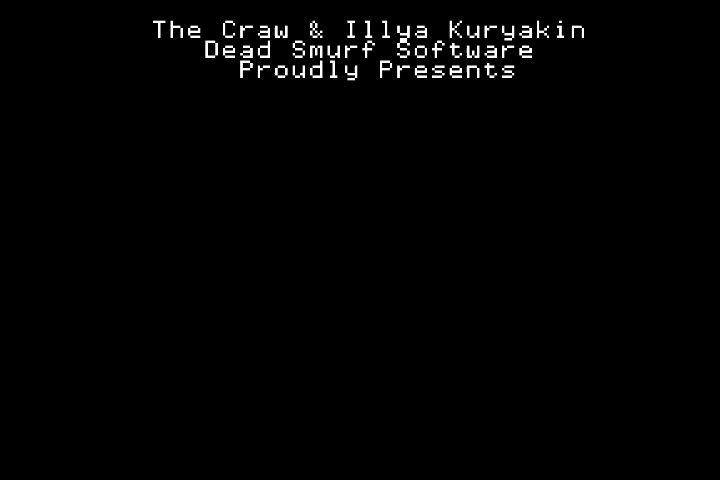 The Craw & Illya Kuryakin
Dead Smurf Software
Proudly Presents